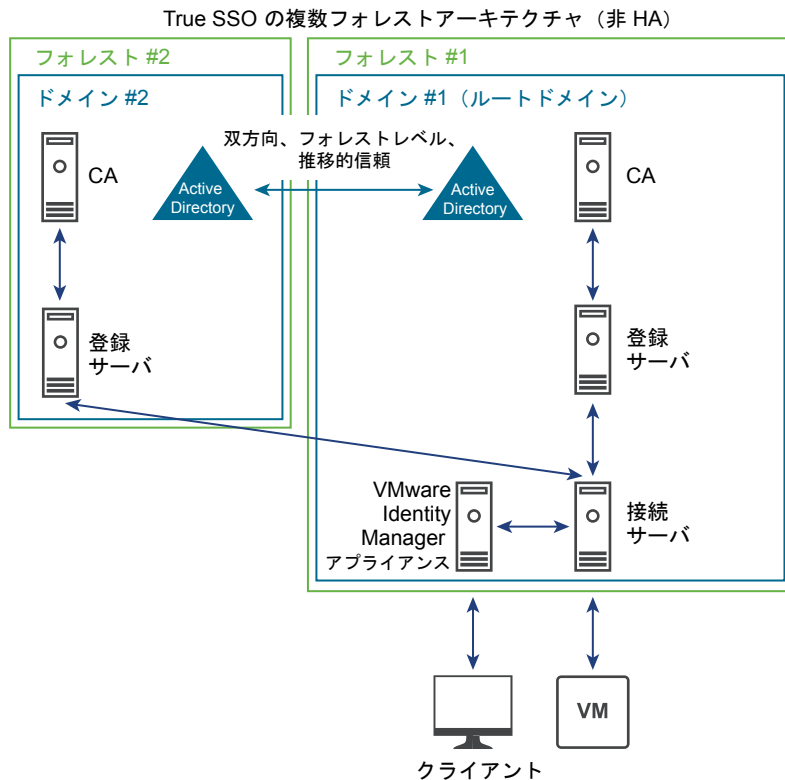 True SSO の複数フォレストアーキテクチャ（非 HA）
フォレスト #2
フォレスト #1
ドメイン #2
ドメイン #1（ルートドメイン）
双方向、フォレストレベル、
推移的信頼
CA
Active
Directory
Active
Directory
CA
登録
サーバ
登録
サーバ
VMware
Identity
Manager
アプライアンス
接続
サーバ
VM
クライアント